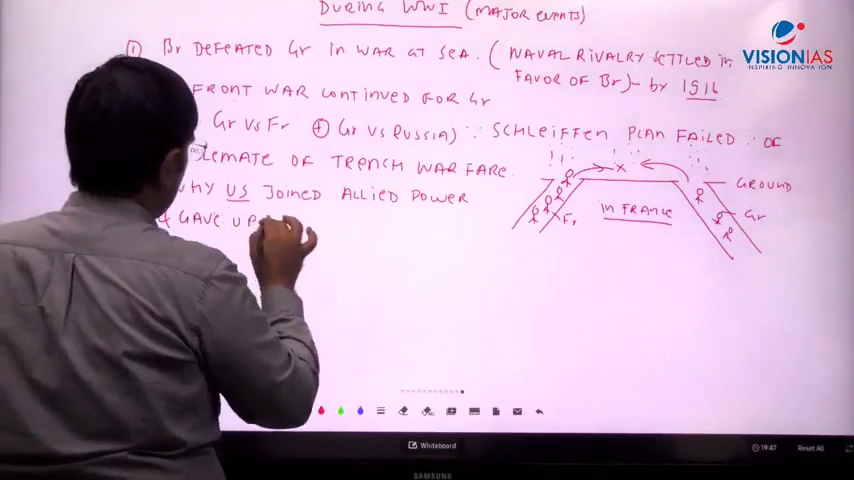 DURING WWI (MAJOR EVENTS)
① Br DEFEATED Gr IN WAR AT SEA. (NAVAL RIVALRY SETTLED in
FAVOR OF Br) - by 1916
FRONT WAR CONTINUED FOR Gr
Gr VS Fr ⊕ Gr VS RUSSIA) ∵ SCHLEIFFEN PLAN FAILED ∵ OF
LEMATE OF TRENCH WARFARE.
WHY US JOINED ALLIED POWER
& GAVE UP
GROUND
Fr
in FRANCE
Gr
VISIONIAS
INSPIRING INNOVATION
Whiteboard
19:47
Reset All
SAMSUNG